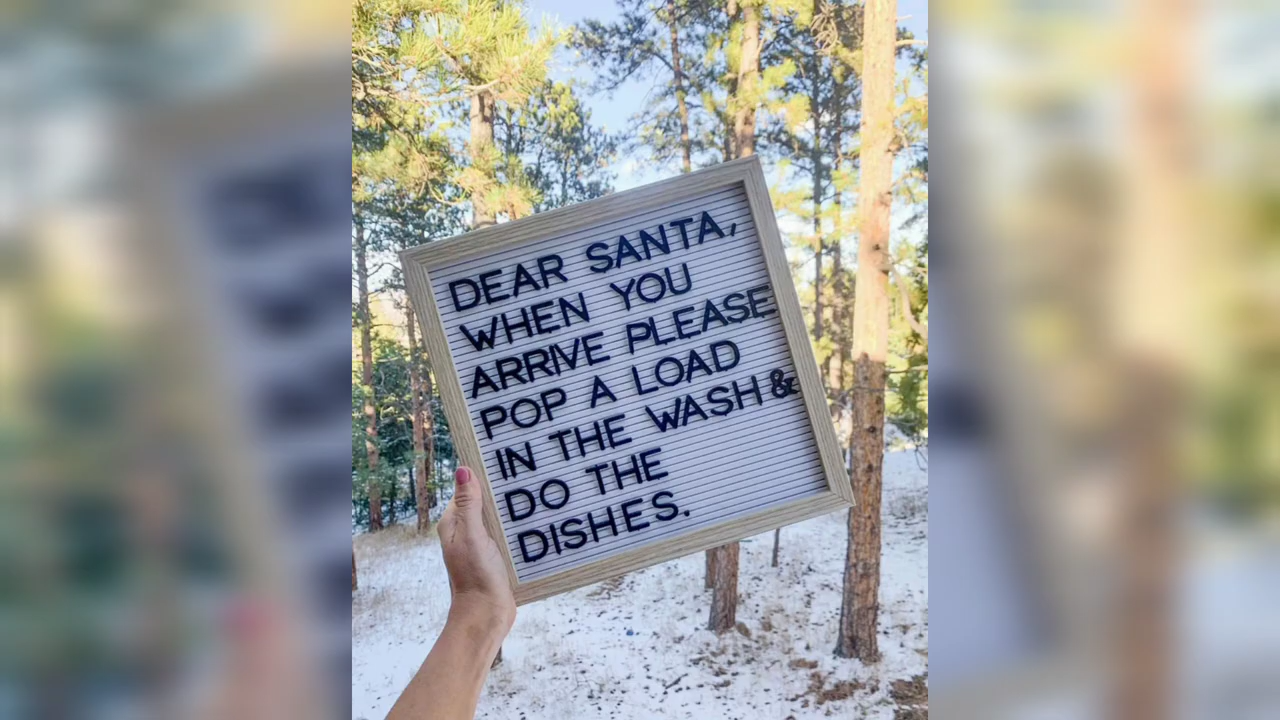 DEAR SANTA,
WHEN YOU
ARRIVE PLEASE
POP A LOAD
IN THE WASH &
DO THE
DISHES.